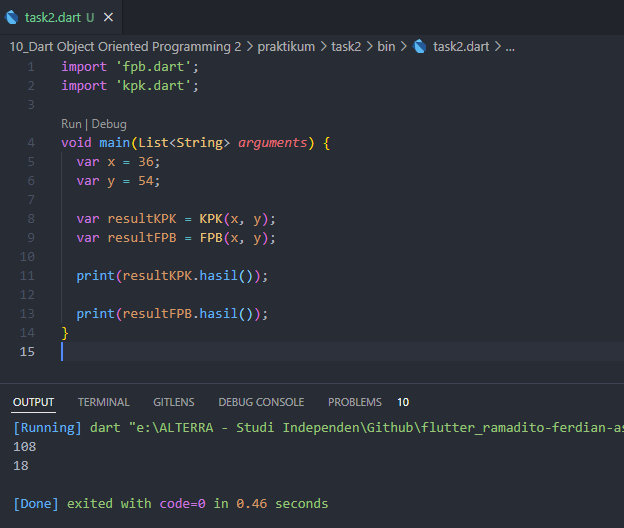 task2.dart U ×
10_Dart Object Oriented Programming 2 > praktikum > task2 > bin > task2.dart > ...
1 import 'fpb.dart';
2 import 'kpk.dart';
3
Run | Debug
4 void main(List<String> arguments) {
5   var x = 36;
6   var y = 54;
7
8   var resultKPK = KPK(x, y);
9   var resultFPB = FPB(x, y);
10
11   print(resultKPK.hasil());
12
13   print(resultFPB.hasil());
14 }
15
OUTPUT TERMINAL GITLENS DEBUG CONSOLE PROBLEMS 10
[Running] dart "e:\ALTERRA - Studi Independen\Github\flutter_ramadito-ferdian-as
108
18
[Done] exited with code=0 in 0.46 seconds